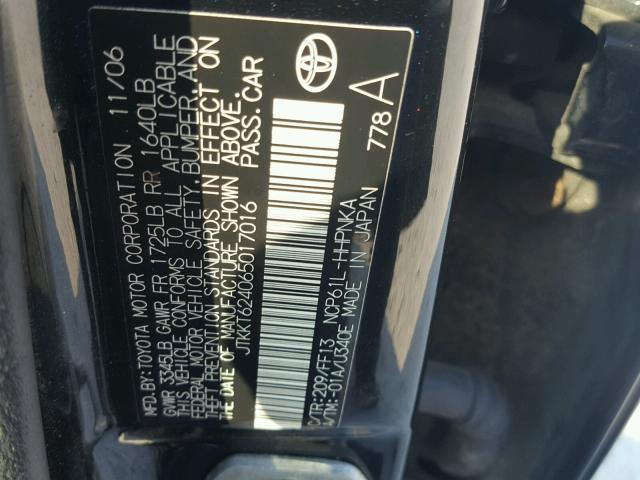 MFD.BY:TOYOTA MOTOR CORPORATION 11/06
GVWR 3345LB GAWR FR 1725LB RR 1640LB
THIS VEHICLE CONFORMS TO ALL APPLICABLE
FEDERAL MOTOR VEHICLE SAFETY, BUMPER, AND
THEFT PREVENTION STANDARDS IN EFFECT ON
THE DATE OF MANUFACTURE SHOWN ABOVE.
JTKKT624065017016 PASS.CAR
C/TR:209/FF13 NCP61L-HHPNKA
A/TM:-01A/U340E MADE IN JAPAN
778A